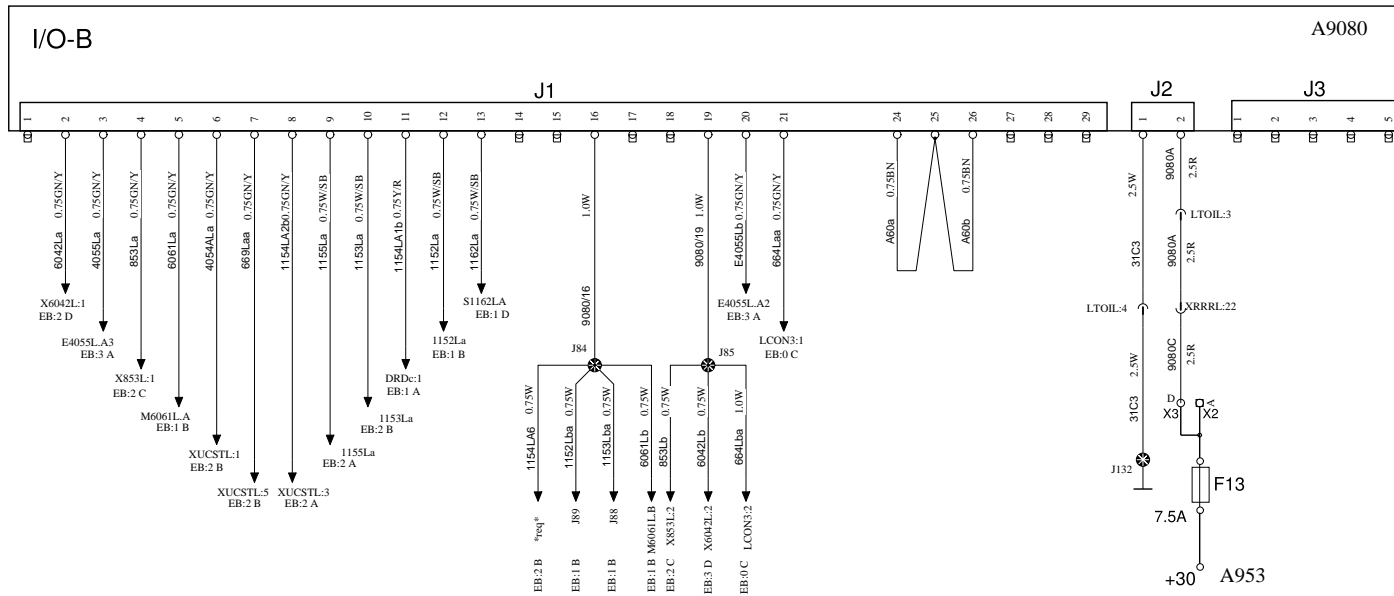 I/O-B
A9080
J1
J2
J3
1 2 3 4 5 6 7 8 9 10 11 12 13 14 15 16 17 18 19 20 21 24 25 26 27 28 29
1 2
1 2 3 4 5
6042La 0.75GN/Y
4055La 0.75GN/Y
853La 0.75GN/Y
6061La 0.75GN/Y
4054ALa 0.75GN/Y
669Laa 0.75GN/Y
1154LA2b0.75GN/Y
1155La 0.75W/SB
1153La 0.75W/SB
1154LA1b 0.75Y/R
1152La 0.75W/SB
1162La 0.75W/SB
9080/16 1.0W
9080/19 1.0W
E4055Lb 0.75GN/Y
664Laa 0.75GN/Y
A60a 0.75BN
A60b 0.75BN
31C3 2.5W
9080A 2.5R
LTOIL:3
9080A 2.5R
X6042L:1
EB:2 D
E4055L.A3
EB:3 A
X853L:1
EB:2 C
M6061L.A
EB:1 B
XUCSTL:1
EB:2 B
XUCSTL:5
EB:2 B
XUCSTL:3
EB:2 A
1155La
EB:2 A
1153La
EB:2 B
DRDc:1
EB:1 A
1152La
EB:1 B
S1162LA
EB:1 D
E4055L.A2
EB:3 A
LCON3:1
EB:0 C
LTOIL:4
XRRRL:22
J84
J85
1154LA6 0.75W
1152Lba 0.75W
1153Lba 0.75W
6061Lb 0.75W
853Lb 0.75W
6042Lb 0.75W
664Lba 1.0W
31C3 2.5W
9080C 2.5R
D
A
X3
X2
J132
F13
7.5A
EB:2 B *req*
EB:1 B J89
EB:1 B J88
EB:1 B M6061L.B
EB:2 C X853L:2
EB:3 D X6042L:2
EB:0 C LCON3:2
+30
A953